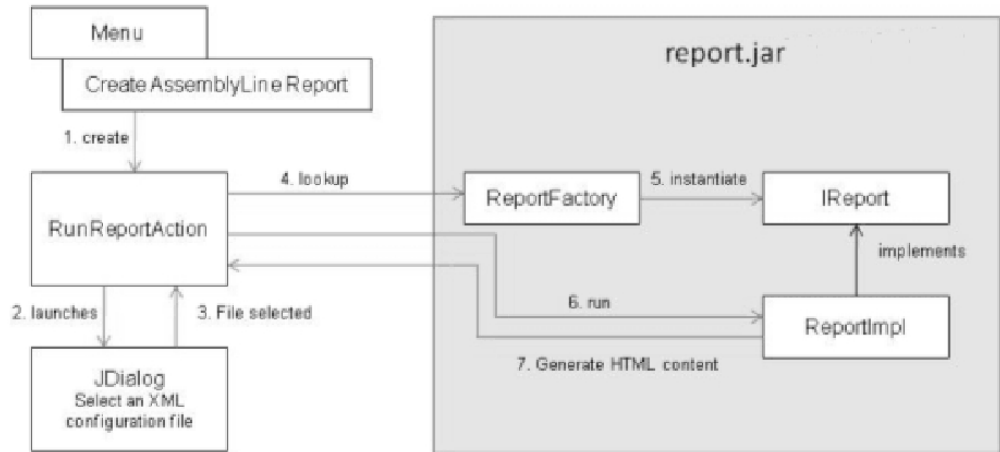 Menu
Create AssemblyLine Report
report.jar
1. create
4. lookup
5. instantiate
ReportFactory
IReport
RunReportAction
implements
2. launches
3. File selected
6. run
ReportImpl
7. Generate HTML content
JDialog
Select an XML
configuration file